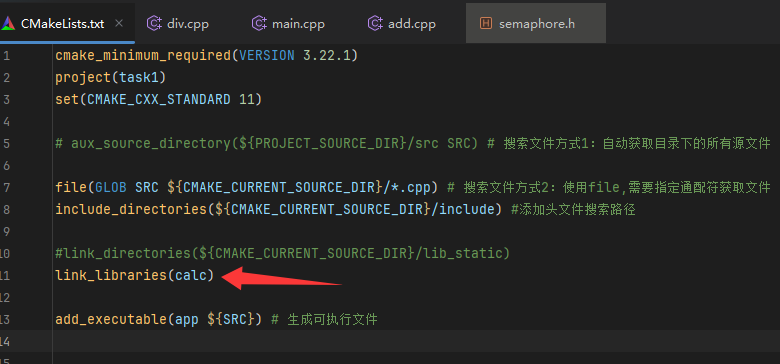 CMakeLists.txt × div.cpp main.cpp add.cpp semaphore.h
1 cmake_minimum_required(VERSION 3.22.1)
2 project(task1)
3 set(CMAKE_CXX_STANDARD 11)
4
5 # aux_source_directory(${PROJECT_SOURCE_DIR}/src SRC) # 搜索文件方式1: 自动获取目录下的所有源文件
6
7 file(GLOB SRC ${CMAKE_CURRENT_SOURCE_DIR}/*.cpp) # 搜索文件方式2: 使用file,需要指定通配符获取文件
8 include_directories(${CMAKE_CURRENT_SOURCE_DIR}/include) #添加头文件搜索路径
9
10 #link_directories(${CMAKE_CURRENT_SOURCE_DIR}/lib_static)
11 link_libraries(calc)
12
13 add_executable(app ${SRC}) # 生成可执行文件
14
15